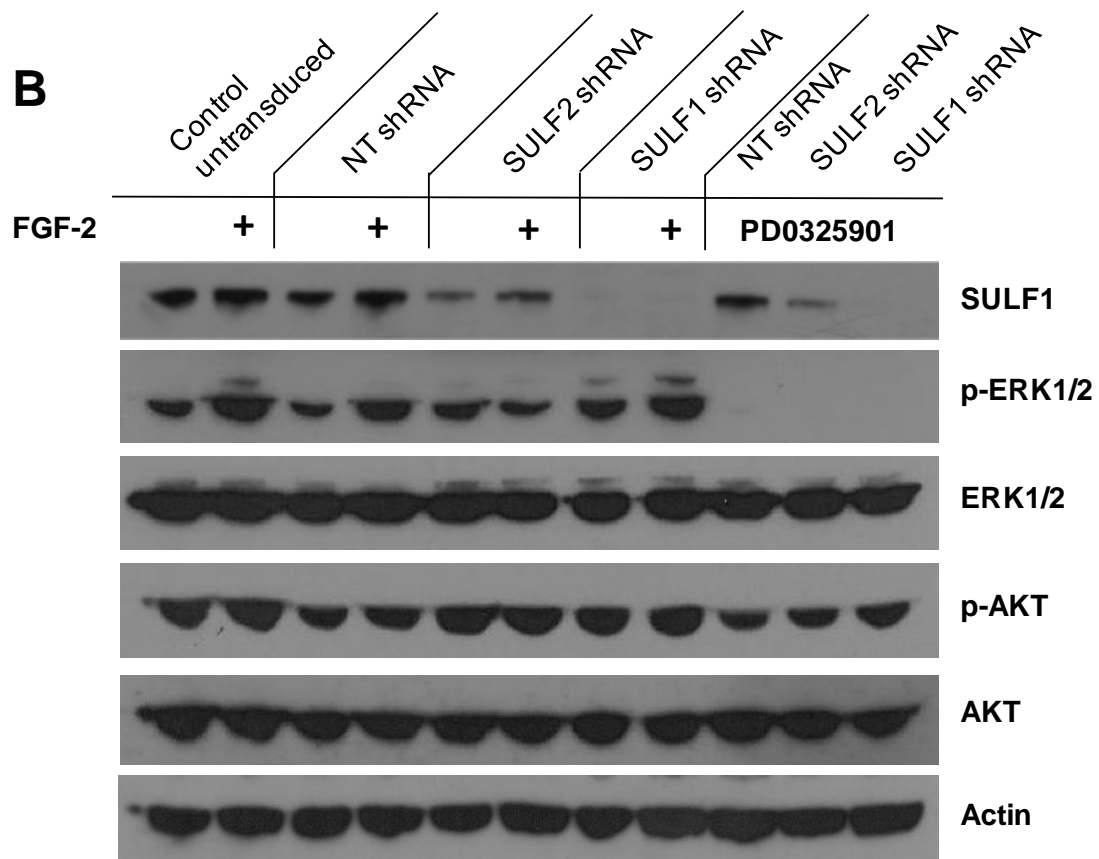 B
Control
untransduced
NT shRNA
SULF2 shRNA
SULF1 shRNA
NT shRNA
SULF2 shRNA
SULF1 shRNA
FGF-2 + + + + PD0325901
SULF1
p-ERK1/2
ERK1/2
p-AKT
AKT
Actin